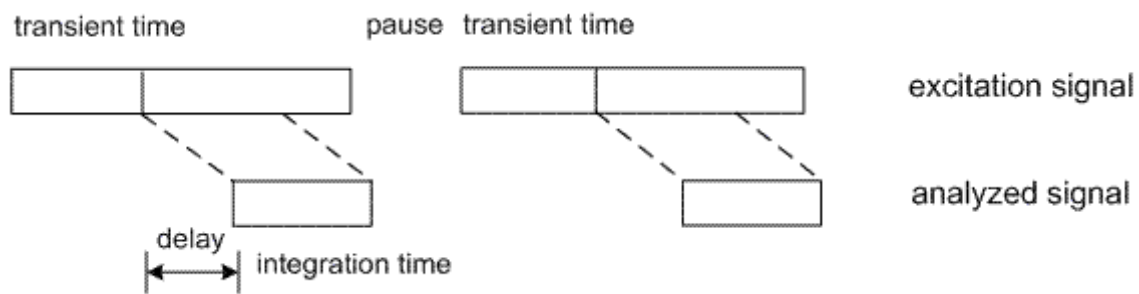 transient time
pause
transient time
excitation signal
analyzed signal
delay
integration time